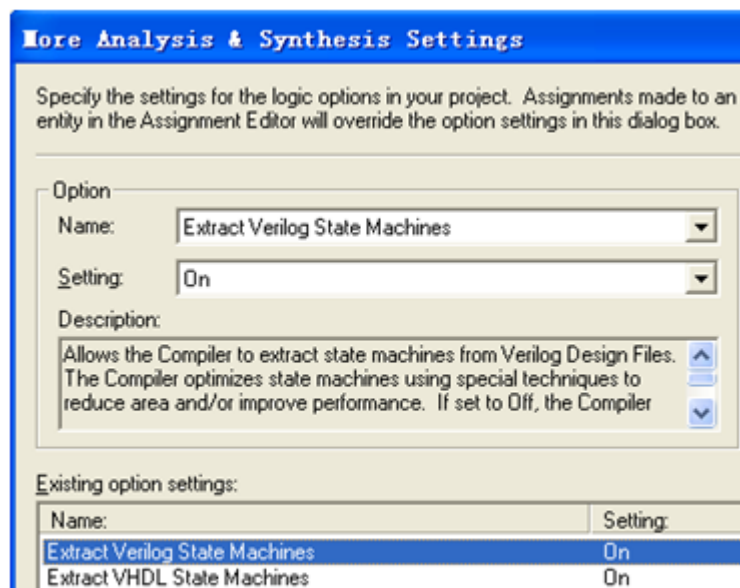 More Analysis & Synthesis Settings
Specify the settings for the logic options in your project. Assignments made to an
entity in the Assignment Editor will override the option settings in this dialog box.
Option
Name: Extract Verilog State Machines
Setting: On
Description:
Allows the Compiler to extract state machines from Verilog Design Files.
The Compiler optimizes state machines using special techniques to
reduce area and/or improve performance. If set to Off, the Compiler
Existing option settings:
Name: Setting:
Extract Verilog State Machines On
Extract VHDL State Machines On